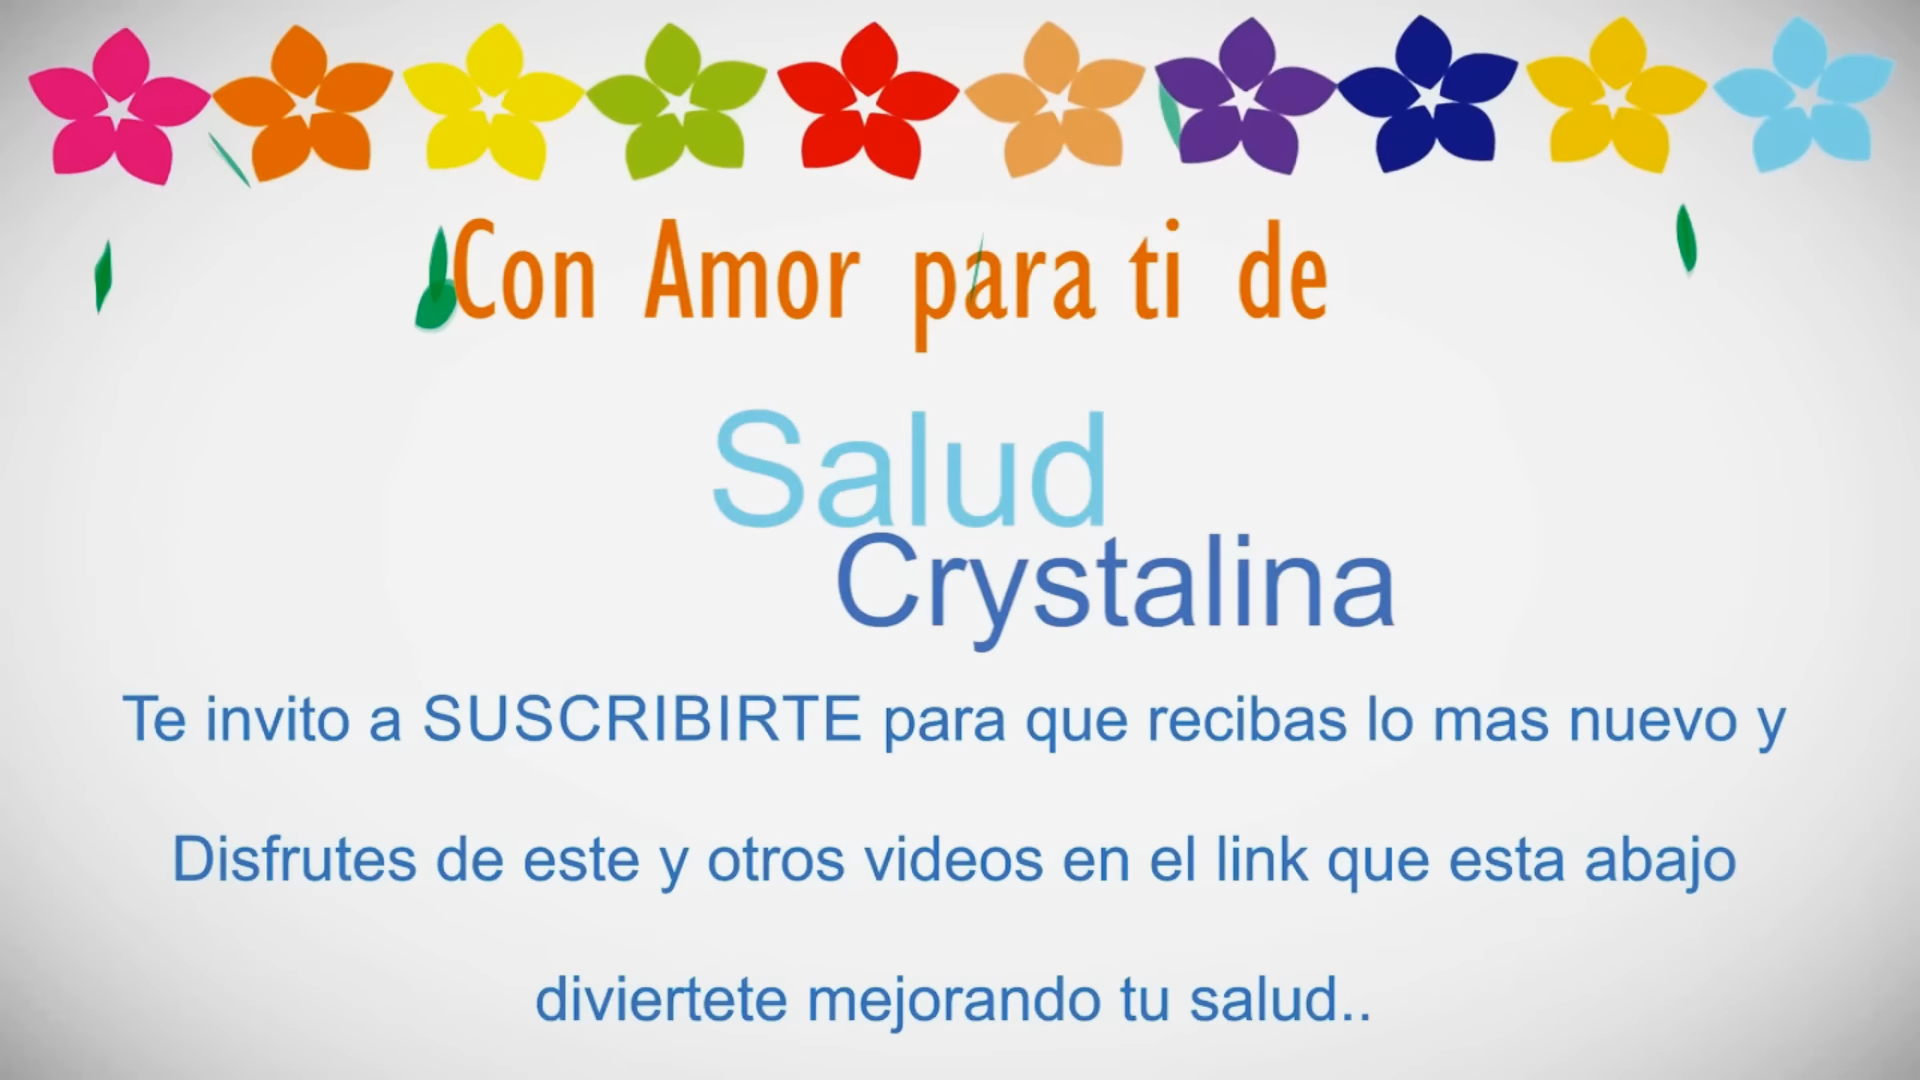 Con Amor para ti de
Salud
Crystalina
Te invito a SUSCRIBIRTE para que recibas lo mas nuevo y
Disfrutes de este y otros videos en el link que esta abajo
diviertete mejorando tu salud..